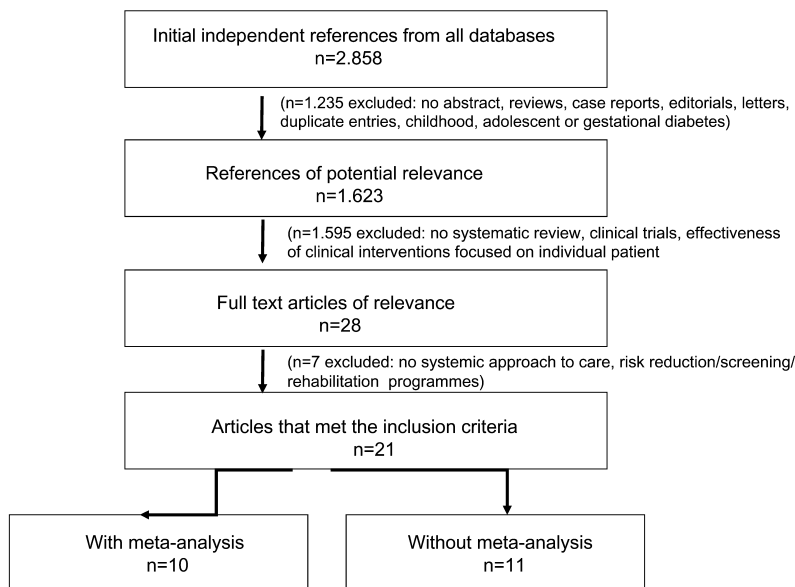 Initial independent references from all databases
n=2.858
(n=1.235 excluded: no abstract, reviews, case reports, editorials, letters,
duplicate entries, childhood, adolescent or gestational diabetes)
References of potential relevance
n=1.623
(n=1.595 excluded: no systematic review, clinical trials, effectiveness
of clinical interventions focused on individual patient
Full text articles of relevance
n=28
(n=7 excluded: no systemic approach to care, risk reduction/screening/
rehabilitation programmes)
Articles that met the inclusion criteria
n=21
With meta-analysis
n=10
Without meta-analysis
n=11